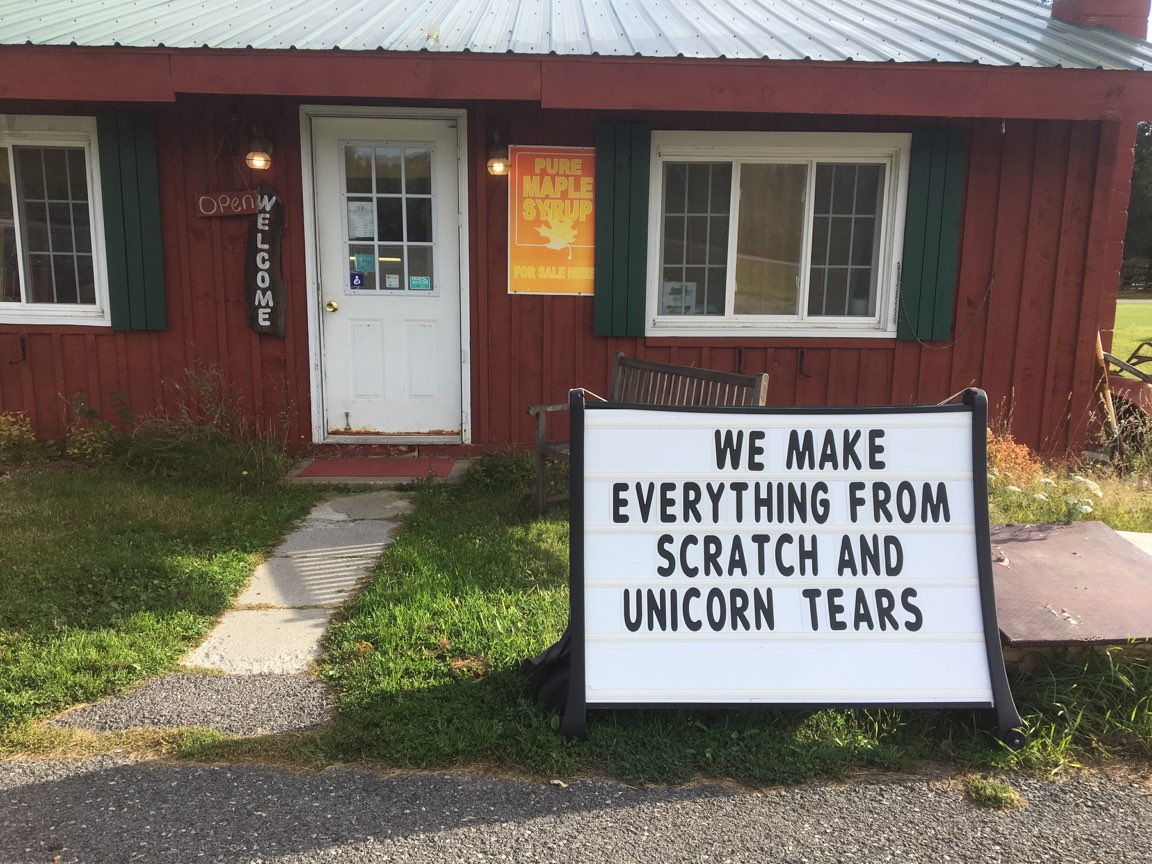 Open
WELCOME
PURE
MAPLE
SYRUP
FOR SALE HERE
WE MAKE
EVERYTHING FROM
SCRATCH AND
UNICORN TEARS